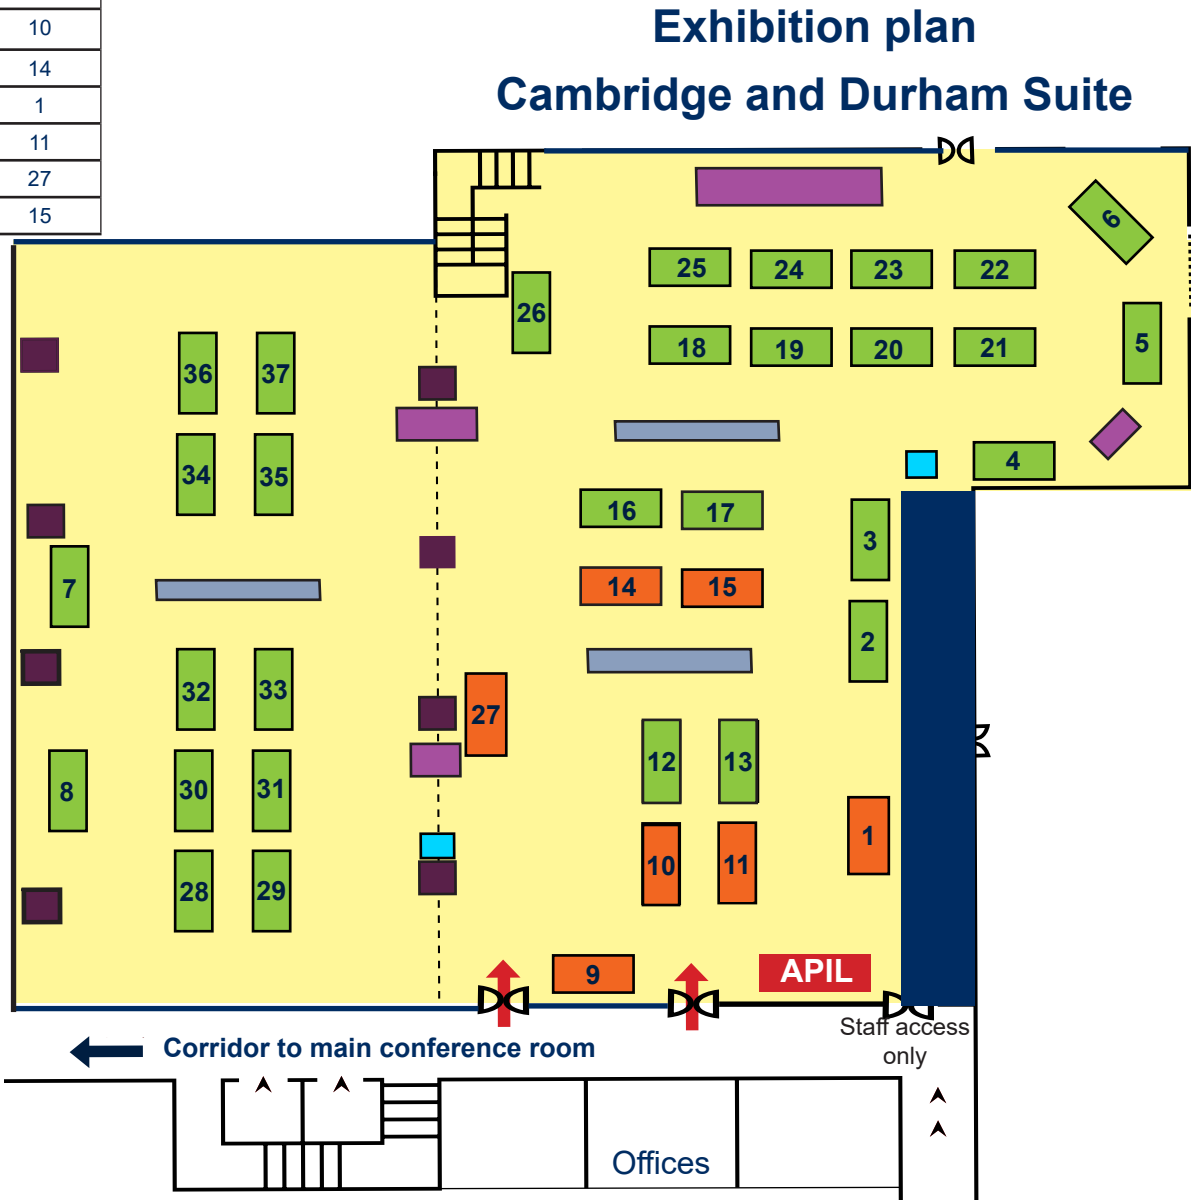 10
14
1
11
27
15
Exhibition plan
Cambridge and Durham Suite
6
25 24 23 22
26
5
18 19 20 21
36 37
4
34 35
16 17
3
7
14 15
2
32 33
27
12 13
8
30 31
1
10 11
28 29
9
APIL
Staff access
only
Corridor to main conference room
Offices